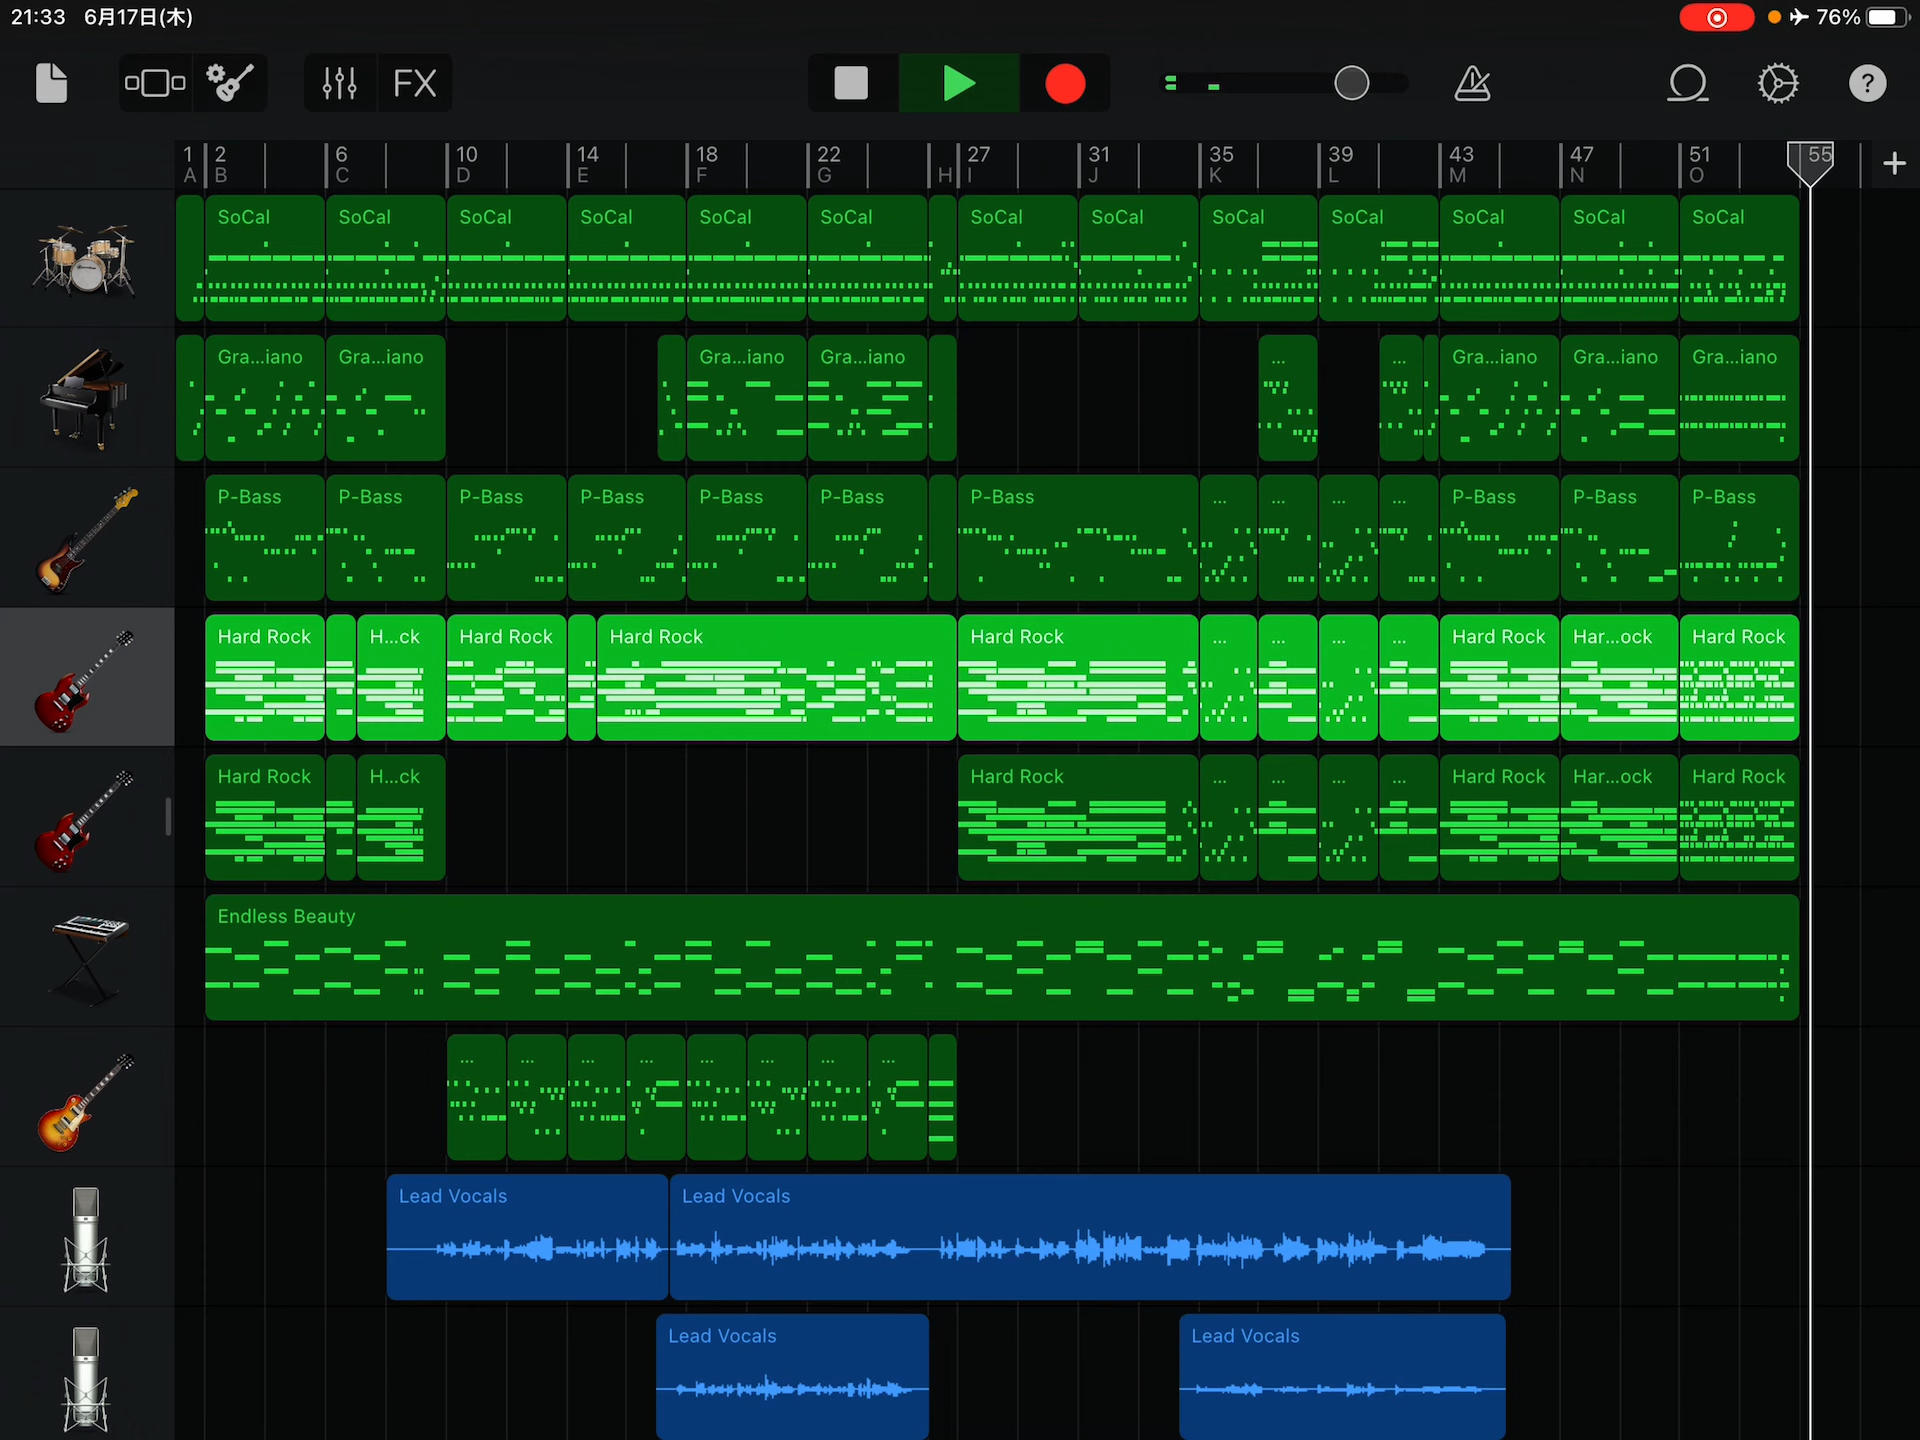 21:33 6月17日(木) 76%
FX ?
1 2 6 10 14 18 22 27 31 35 39 43 47 51 55 +
A B C D E F G H I J K L M N O
SoCal SoCal SoCal SoCal SoCal SoCal SoCal SoCal SoCal SoCal SoCal SoCal SoCal
Gra...iano Gra...iano Gra...iano Gra...iano ... ... Gra...iano Gra...iano Gra...iano
P-Bass P-Bass P-Bass P-Bass P-Bass P-Bass P-Bass ... ... ... ... P-Bass P-Bass P-Bass
Hard Rock H...ck Hard Rock Hard Rock Hard Rock ... ... ... ... Hard Rock Har...ock Hard Rock
Hard Rock H...ck Hard Rock ... ... ... ... Hard Rock Har...ock Hard Rock
Endless Beauty
... ... ... ... ... ... ... ...
Lead Vocals Lead Vocals
Lead Vocals Lead Vocals